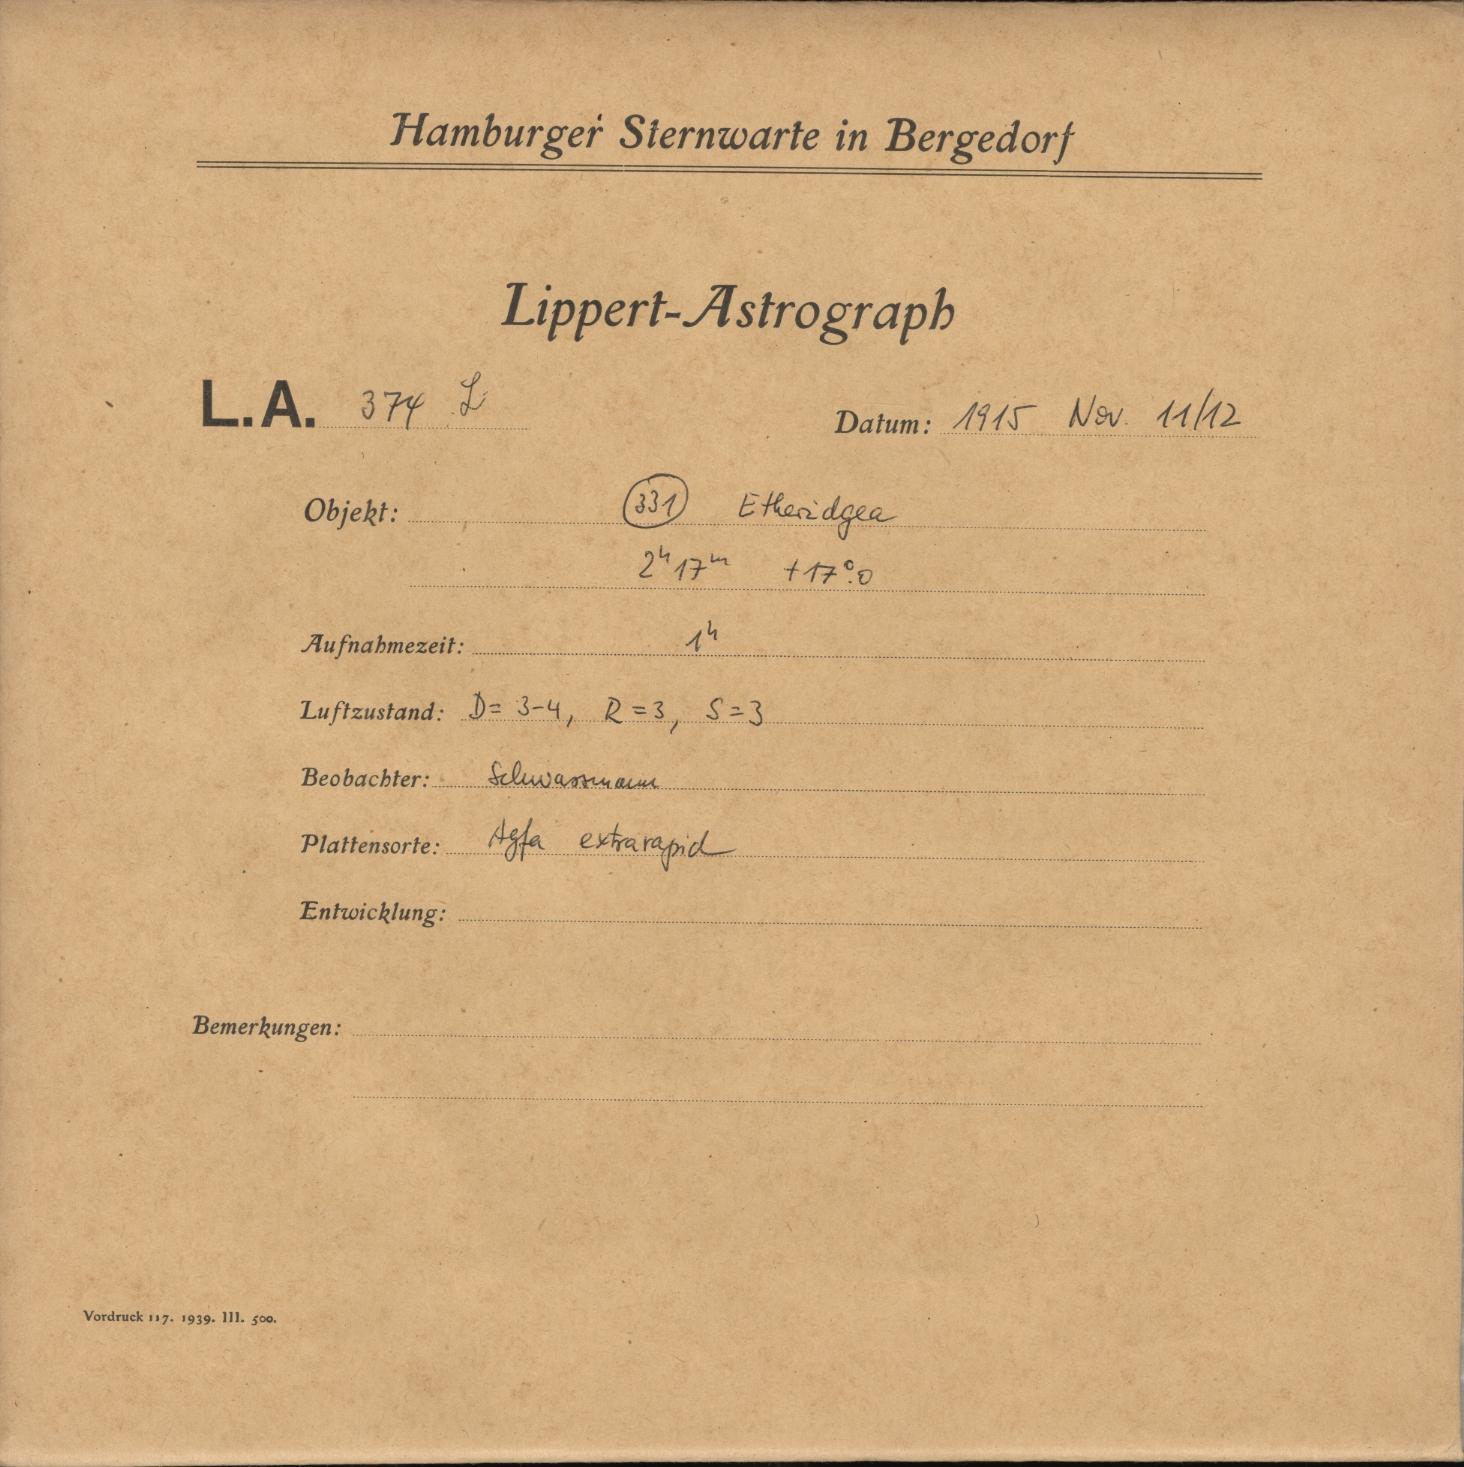 Hamburger Sternwarte in Bergedorf
Lippert-Astrograph
L.A. 374 L
Datum: 1915 Nov. 11/12
Objekt: 331 Etheridgea
2ʰ17ᵐ +17°.0
Aufnahmezeit: 1ʰ
Luftzustand: D= 3-4, R=3, S=3
Beobachter: Schwassmann
Plattensorte: Agfa extrarapid
Entwicklung:
Bemerkungen:
Vordruck 117. 1939. III. 500.